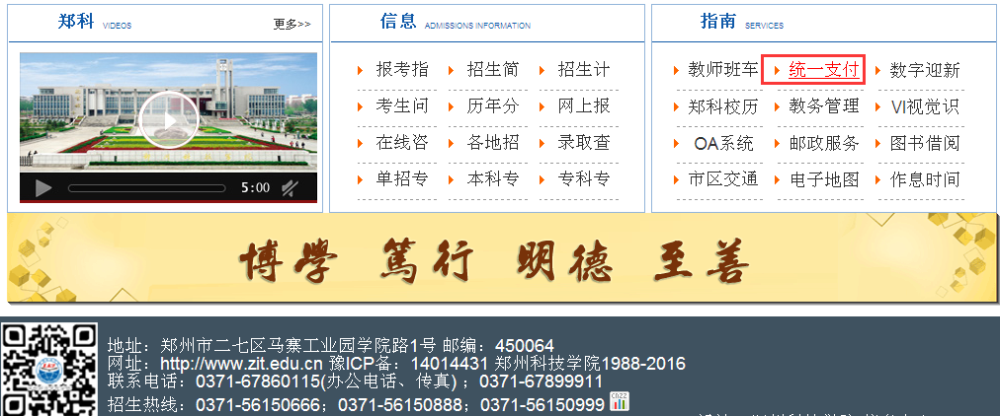 郑科 VIDEOS 更多>>
5:00
信息 ADMISSIONS INFORMATION
报考指 招生简 招生计
考生问 历年分 网上报
在线咨 各地招 录取查
单招专 本科专 专科专
指南 SERVICES
教师班车 统一支付 数字迎新
郑科校历 教务管理 VI视觉识
OA系统 邮政服务 图书借阅
市区交通 电子地图 作息时间
博學 篤行 明德 至善
地址：郑州市二七区马寨工业园学院路1号 邮编：450064
网址：http://www.zit.edu.cn 豫ICP备：14014431 郑州科技学院1988-2016
联系电话：0371-67860115(办公电话、传真)；0371-67899911
招生热线：0371-56150666；0371-56150888；0371-56150999 CNZZ